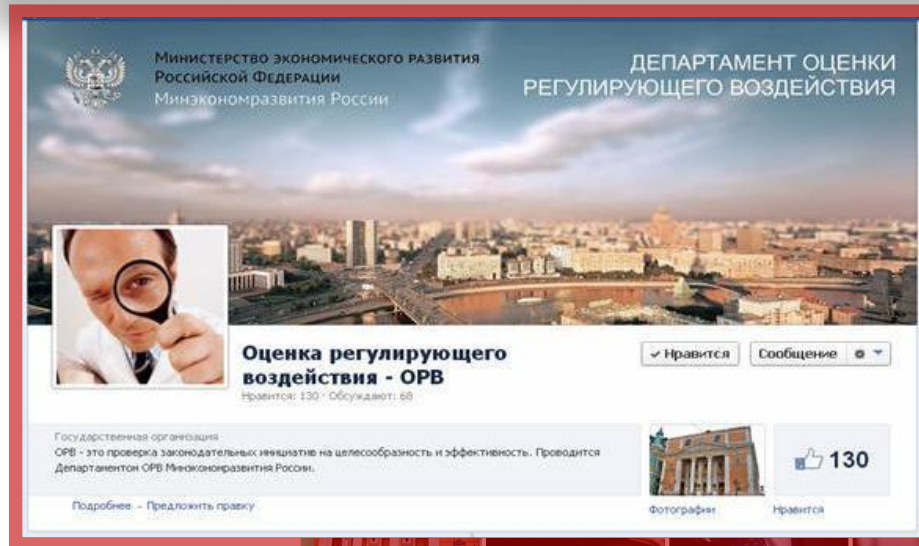 Министерство экономического развития
Российской Федерации
Минэкономразвития России
ДЕПАРТАМЕНТ ОЦЕНКИ
РЕГУЛИРУЮЩЕГО ВОЗДЕЙСТВИЯ
Оценка регулирующего
воздействия - ОРВ
Нравится: 130 · Обсуждают: 68
✓ Нравится
Сообщение
Государственная организация
ОРВ - это проверка законодательных инициатив на целесообразность и эффективность. Проводится
Департаментом ОРВ Минэкономразвития России.
Подробнее – Предложить правку
130
Фотографии
Нравится